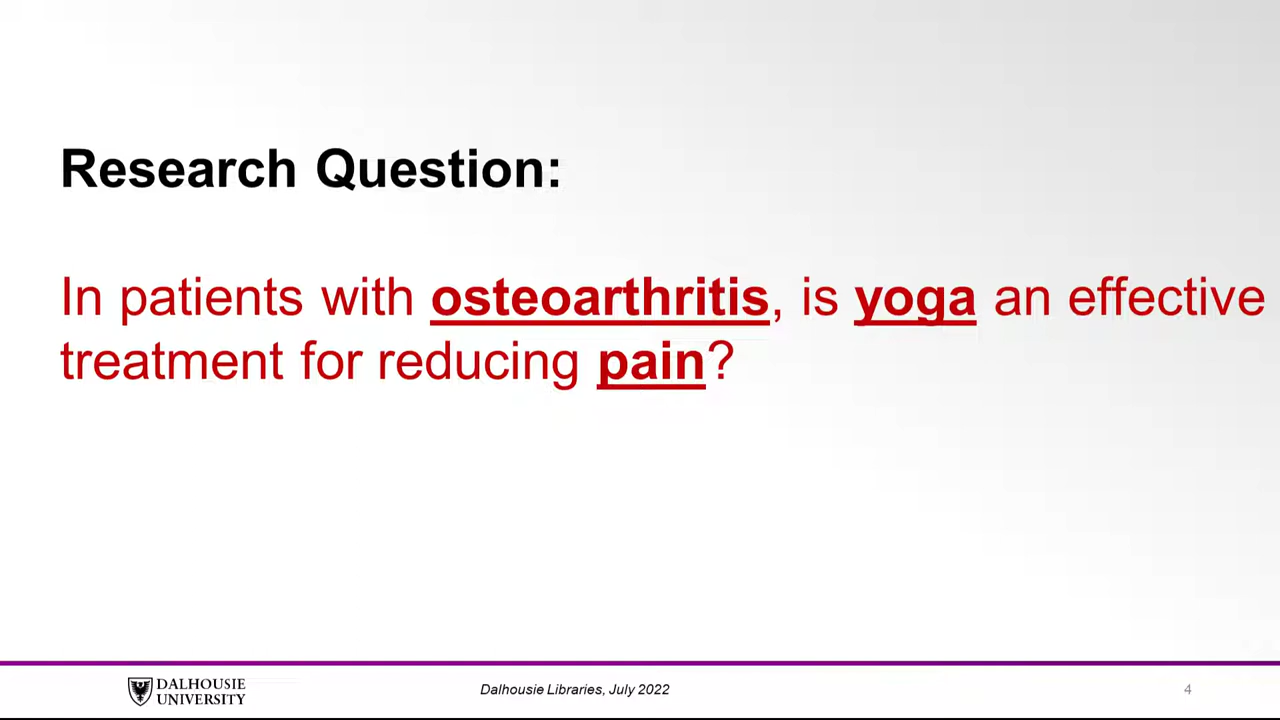 Research Question:
In patients with osteoarthritis, is yoga an effective
treatment for reducing pain?
DALHOUSIE
UNIVERSITY
Dalhousie Libraries, July 2022
4